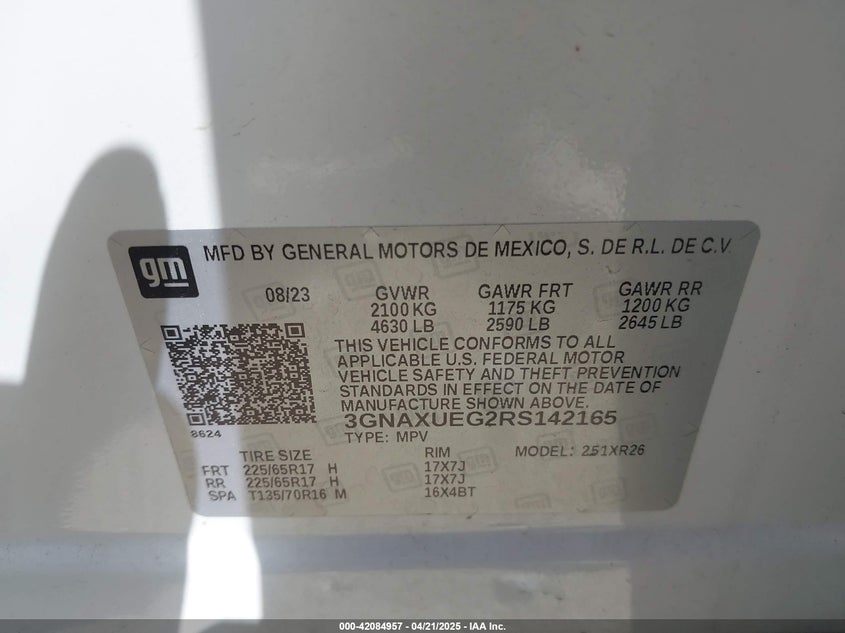 gm
MFD BY GENERAL MOTORS DE MEXICO, S. DE R.L. DE C.V.
08/23 GVWR GAWR FRT GAWR RR
2100 KG 1175 KG 1200 KG
4630 LB 2590 LB 2645 LB
THIS VEHICLE CONFORMS TO ALL
APPLICABLE U.S. FEDERAL MOTOR
VEHICLE SAFETY AND THEFT PREVENTION
STANDARDS IN EFFECT ON THE DATE OF
MANUFACTURE SHOWN ABOVE.
3GNAXUEG2RS142165
8624
TYPE: MPV
TIRE SIZE RIM MODEL: 251XR26
FRT 225/65R17 H 17X7J
RR 225/65R17 H 17X7J
SPA T135/70R16 M 16X4BT
000-42084957 - 04/21/2025 - IAA Inc.